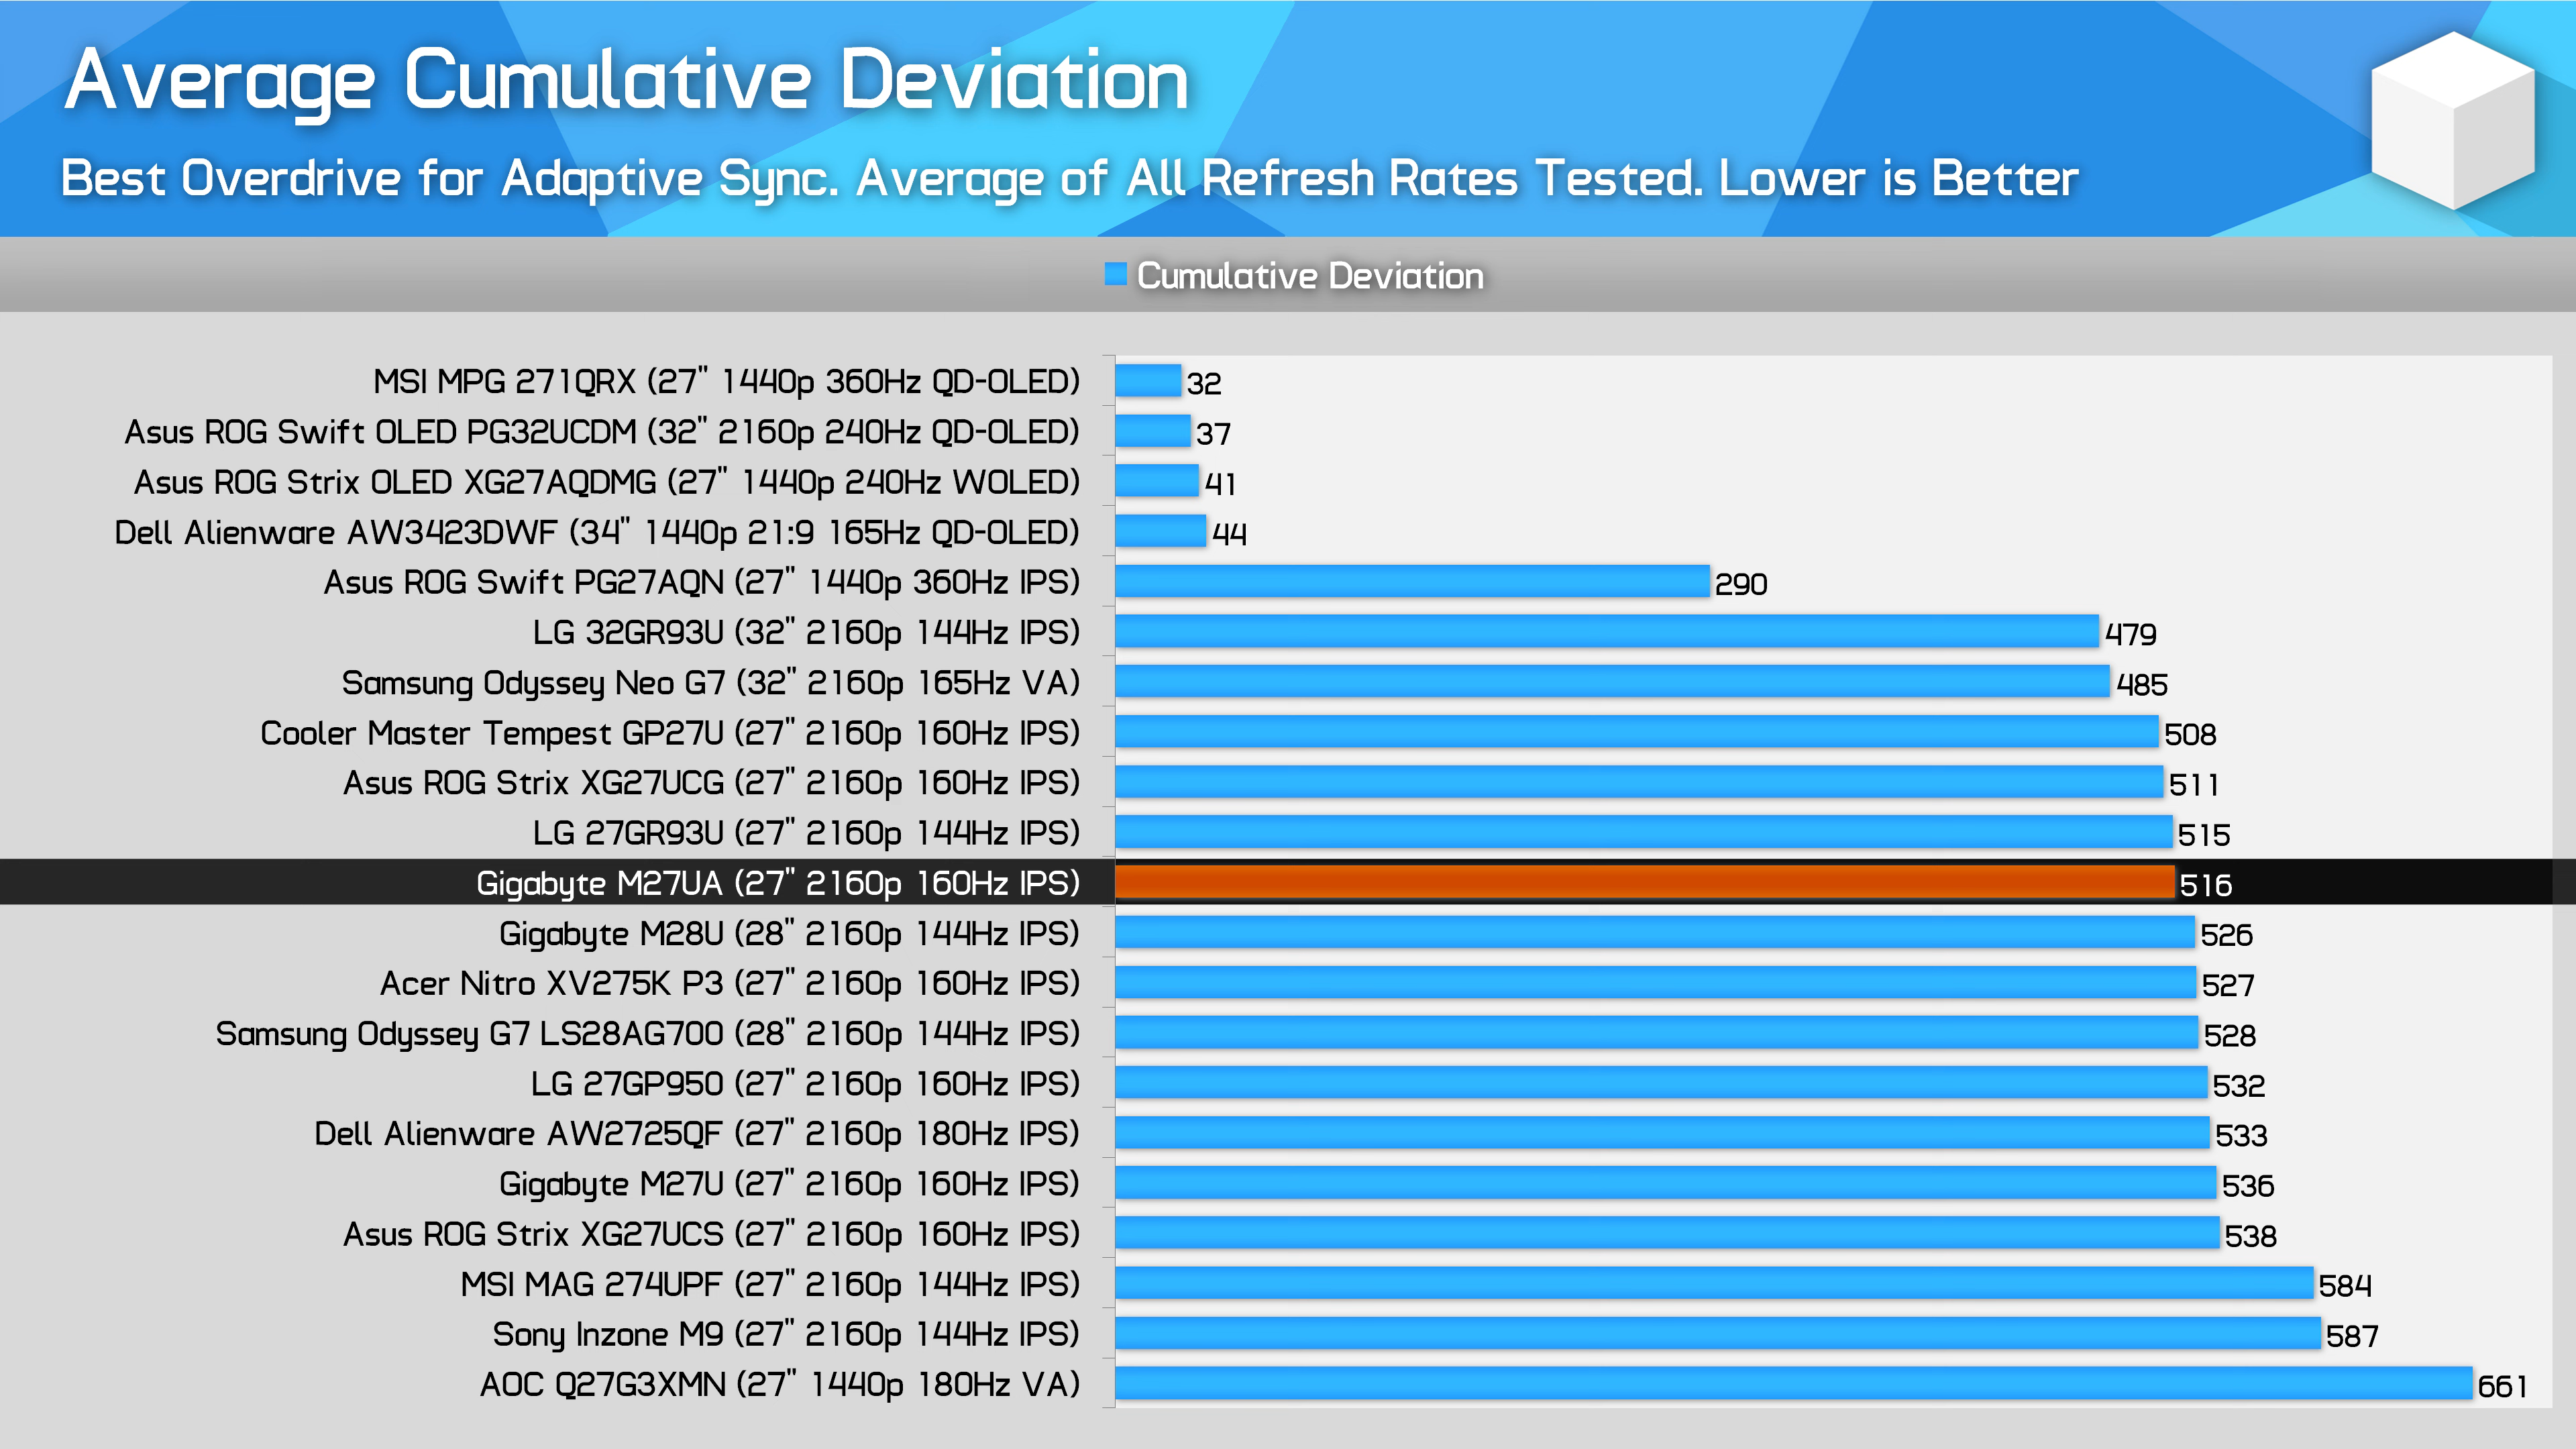 Average Cumulative Deviation
Best Overdrive for Adaptive Sync. Average of All Refresh Rates Tested. Lower is Better
Cumulative Deviation
MSI MPG 271QRX (27" 1440p 360Hz QD-OLED) 32
Asus ROG Swift OLED PG32UCDM (32" 2160p 240Hz QD-OLED) 37
Asus ROG Strix OLED XG27AQDMG (27" 1440p 240Hz WOLED) 41
Dell Alienware AW3423DWF (34" 1440p 21:9 165Hz QD-OLED) 44
Asus ROG Swift PG27AQN (27" 1440p 360Hz IPS) 290
LG 32GR93U (32" 2160p 144Hz IPS) 479
Samsung Odyssey Neo G7 (32" 2160p 165Hz VA) 485
Cooler Master Tempest GP27U (27" 2160p 160Hz IPS) 508
Asus ROG Strix XG27UCG (27" 2160p 160Hz IPS) 511
LG 27GR93U (27" 2160p 144Hz IPS) 515
Gigabyte M27UA (27" 2160p 160Hz IPS) 516
Gigabyte M28U (28" 2160p 144Hz IPS) 526
Acer Nitro XV275K P3 (27" 2160p 160Hz IPS) 527
Samsung Odyssey G7 LS28AG700 (28" 2160p 144Hz IPS) 528
LG 27GP950 (27" 2160p 160Hz IPS) 532
Dell Alienware AW2725QF (27" 2160p 180Hz IPS) 533
Gigabyte M27U (27" 2160p 160Hz IPS) 536
Asus ROG Strix XG27UCS (27" 2160p 160Hz IPS) 538
MSI MAG 274UPF (27" 2160p 144Hz IPS) 584
Sony Inzone M9 (27" 2160p 144Hz IPS) 587
AOC Q27G3XMN (27" 1440p 180Hz VA) 661